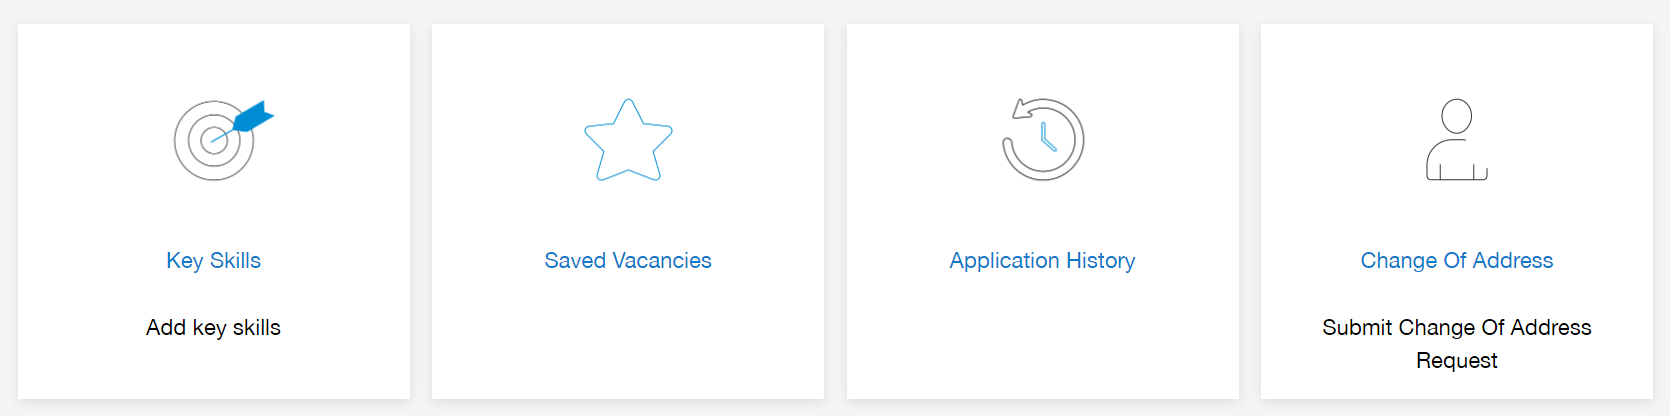 Key Skills
Add key skills
Saved Vacancies
Application History
Change Of Address
Submit Change Of Address
Request